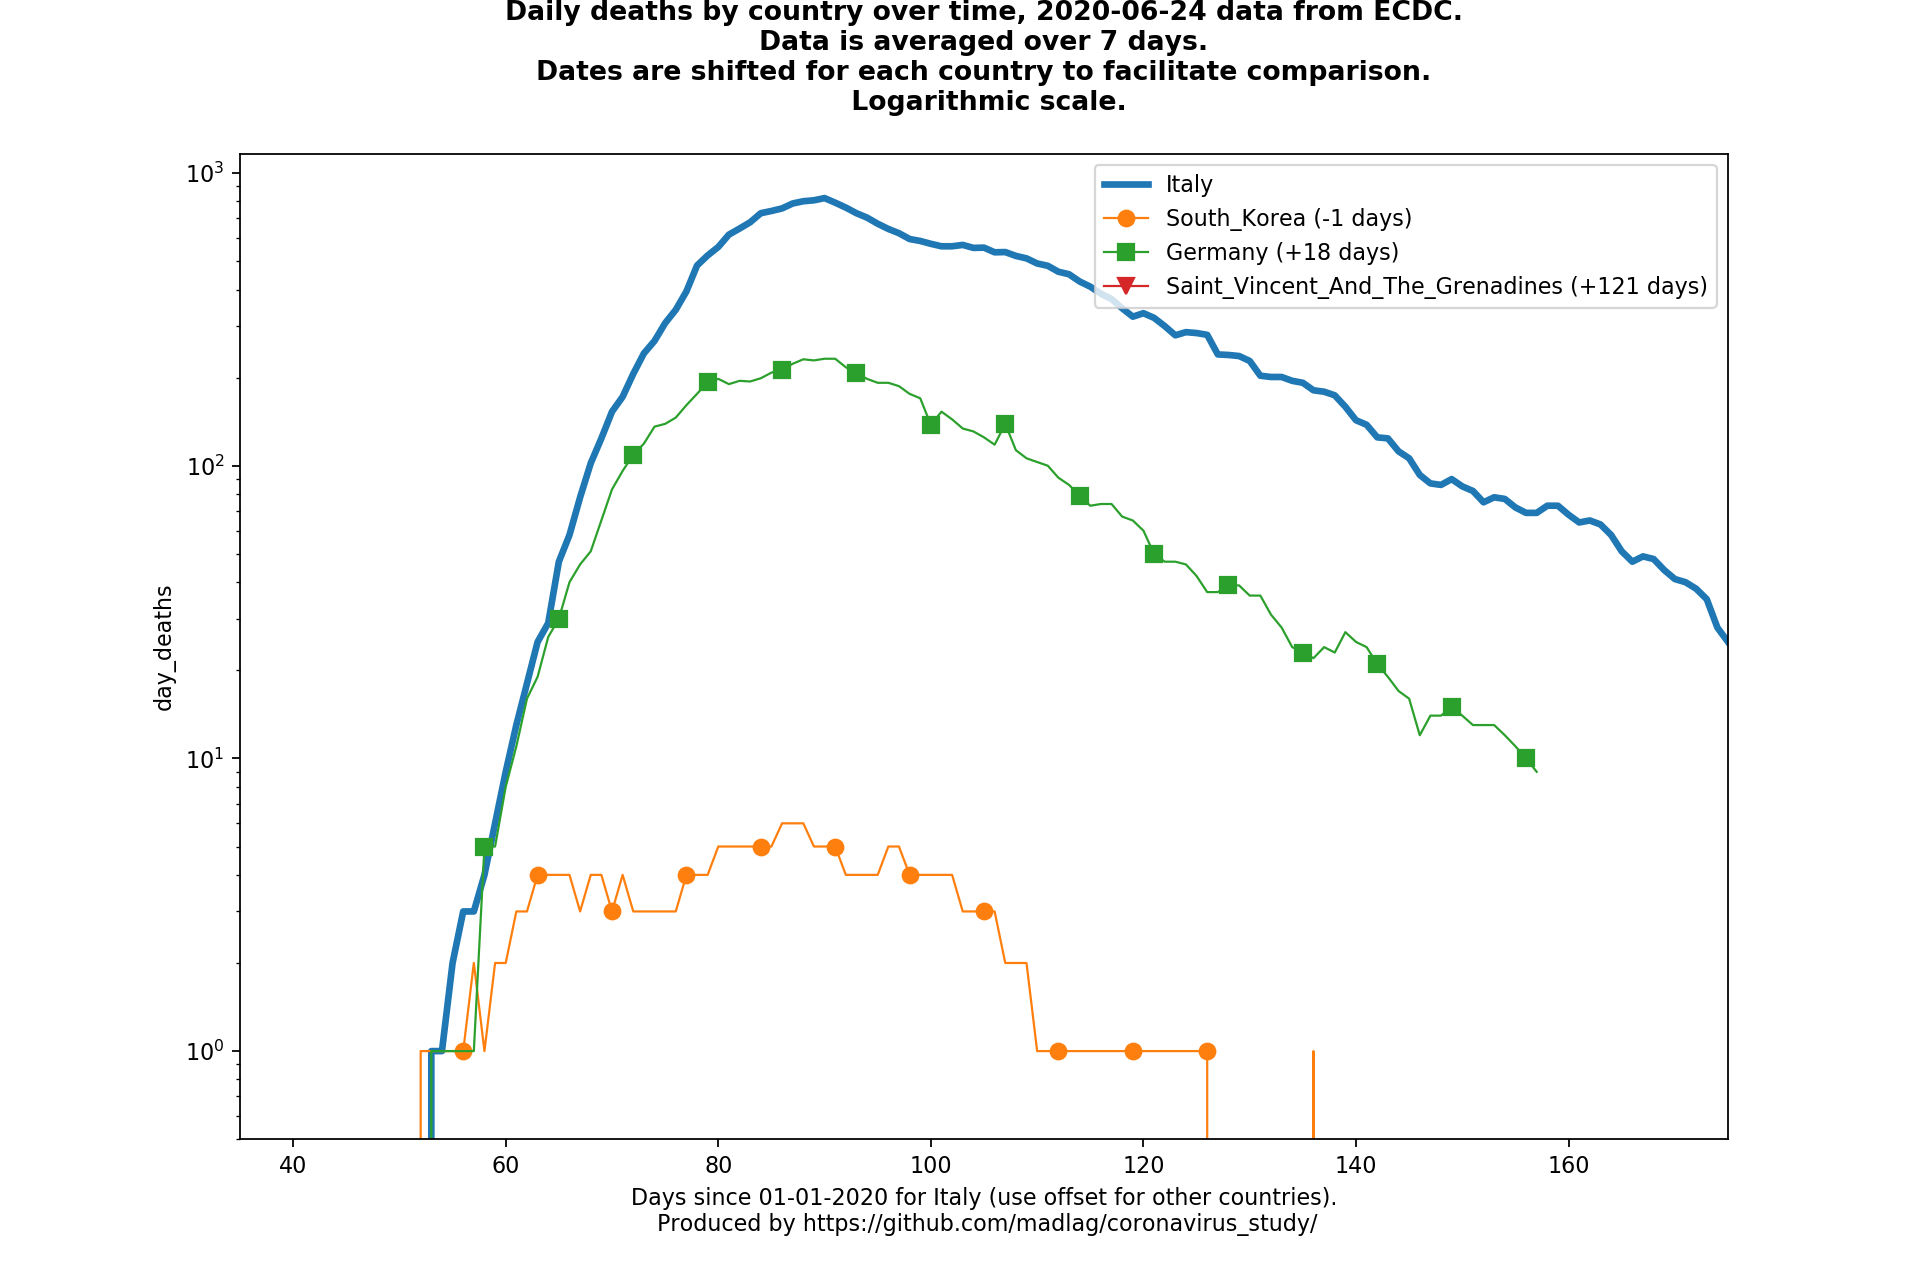 Daily deaths by country over time, 2020-06-24 data from ECDC.
Data is averaged over 7 days.
Dates are shifted for each country to facilitate comparison.
Logarithmic scale.
10³
10²
10¹
10⁰
day_deaths
Italy
South_Korea (-1 days)
Germany (+18 days)
Saint_Vincent_And_The_Grenadines (+121 days)
40 60 80 100 120 140 160
Days since 01-01-2020 for Italy (use offset for other countries).
Produced by https://github.com/madlag/coronavirus_study/